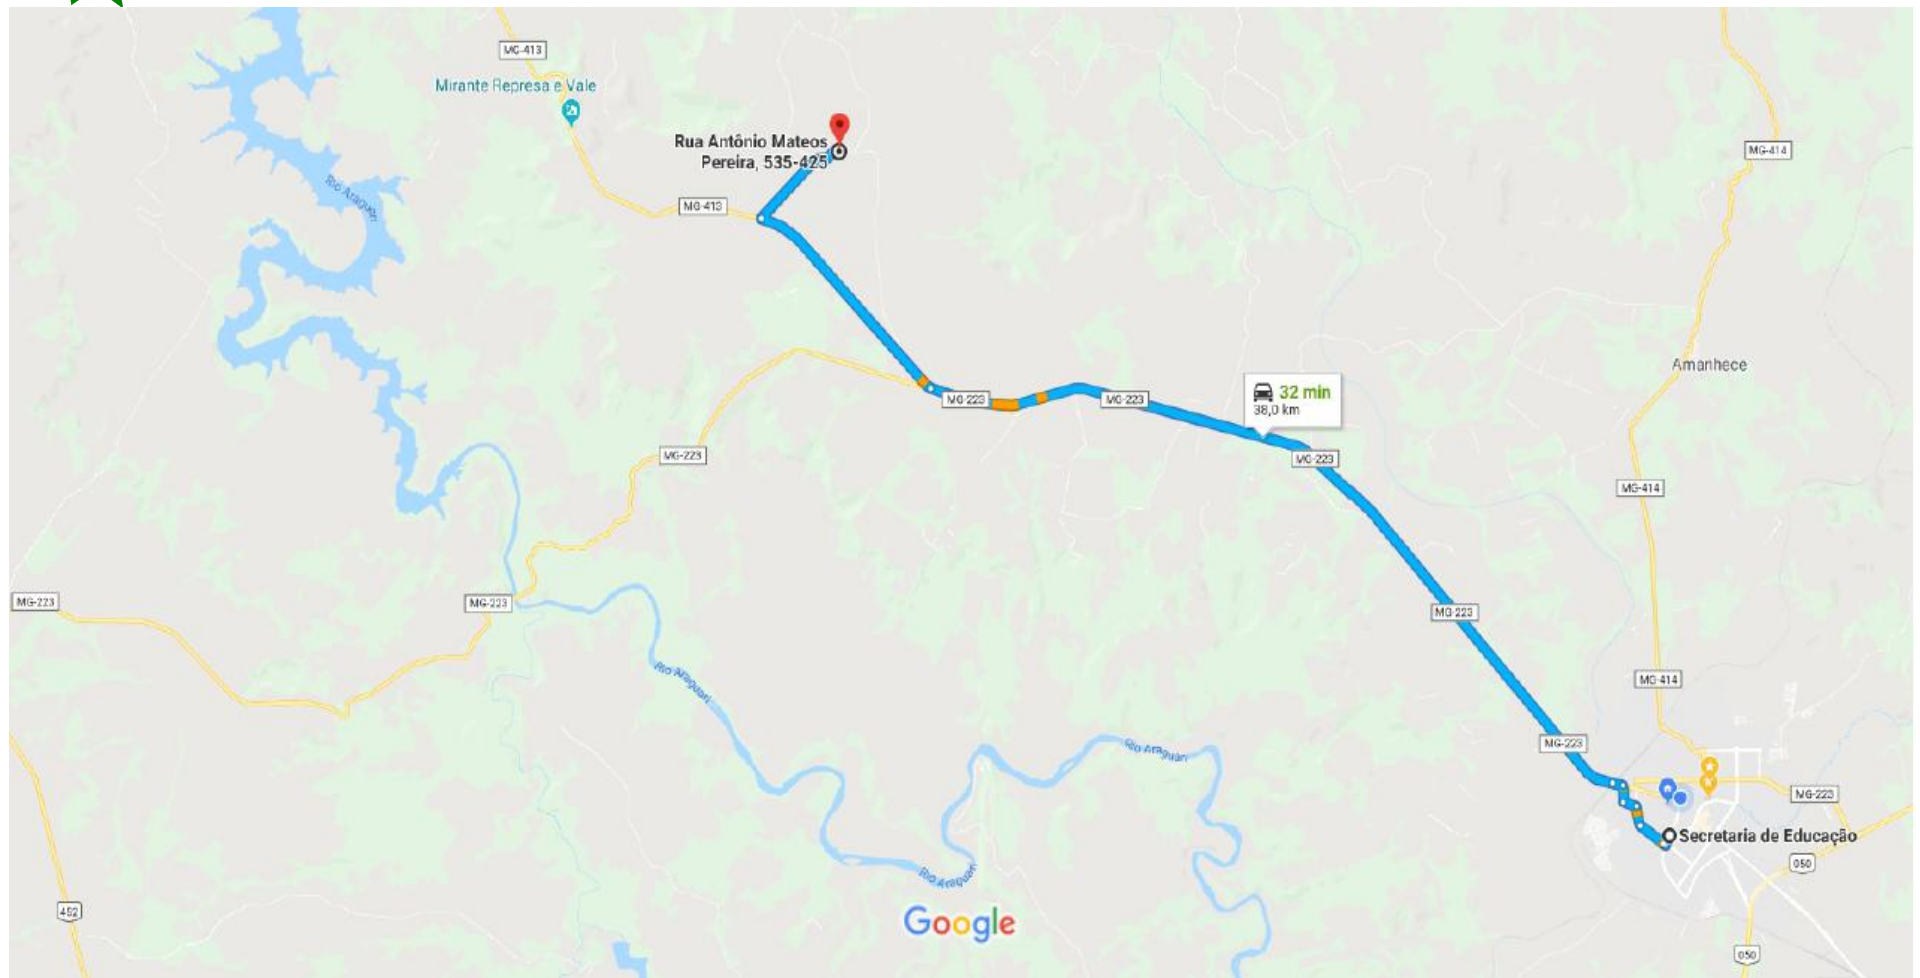 MG-413
Mirante Represa e Vale
Rua Antônio Mateos
Pereira, 535-425
MG-414
Rio Araguari
MG-413
Amanhece
32 min
38,0 km
MG-223
MG-223
MG-223
MG-223
MG-414
MG-223
MG-223
MG-223
Rio Araguari
MG-414
MG-223
Rio Araguari
MG-223
Secretaria de Educação
050
Rio Araguari
452
Google
050